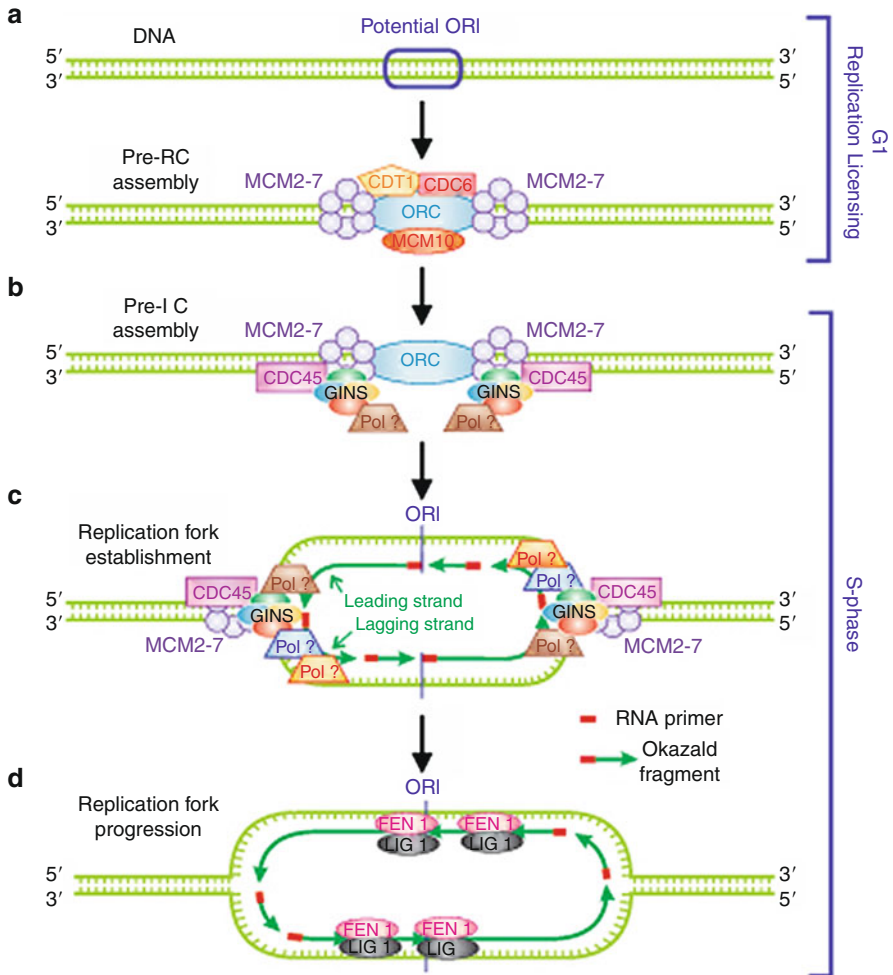 a
DNA
Potential ORI
5′
3′
3′
5′
G1
Replication Licensing
Pre-RC
assembly
MCM2-7
CDT1
CDC6
MCM2-7
5′
3′
ORC
3′
5′
MCM10
b
Pre-I C
assembly
MCM2-7
MCM2-7
5′
3′
ORC
3′
5′
CDC45
GINS
GINS
CDC45
Pol ?
Pol ?
S-phase
c
ORI
Replication fork
establishment
CDC45
Pol ?
Pol ?
Pol ?
CDC45
Leading strand
Lagging strand
5′
3′
GINS
GINS
3′
5′
MCM2-7
Pol ?
Pol ?
Pol ?
MCM2-7
RNA primer
Okazald
fragment
d
ORI
Replication fork
progression
FEN 1
LIG 1
FEN 1
LIG 1
5′
3′
3′
5′
FEN 1
LIG 1
FEN 1
LIG